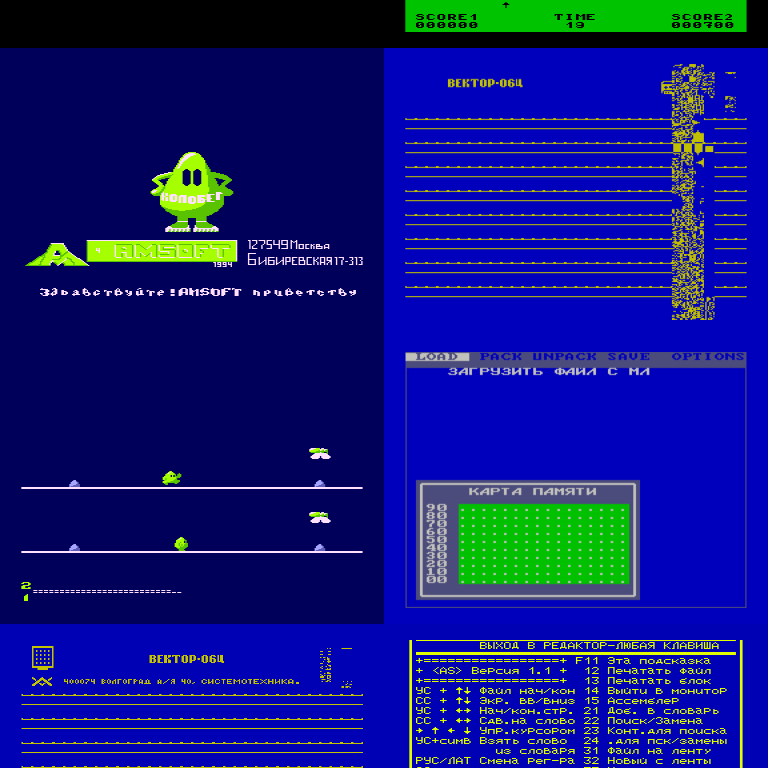 SCORE1 TIME SCORE2
000000 19 000700
КОЛОБЕГ
AMSOFT
1994
127549 Москва
Бибиревская 17-313
Здравствуйте!AMSOFT приветству
2
1
ВЕКТОР-06Ц
LOAD PACK UNPACK SAVE OPTIONS
ЗАГРУЗИТЬ ФАЙЛ С МЛ
КАРТА ПАМЯТИ
90
80
70
60
50
40
30
20
10
00
ВЕКТОР-06Ц
400074 ВОЛГОГРАД А/Я 40, СИСТЕМОТЕХНИКА.
ВЫХОД В РЕДАКТОР-ЛЮБАЯ КЛАВИША
+=================+ F11 Эта подсказка
+ <AS> Версия 1.1 + 12 Печатать файл
+=================+ 13 Печатать блок
УС + ↑↓ Файл нач/кон 14 Выйти в монитор
СС + ↑↓ Экр. вв/вниз 15 Ассемблер
УС + ↔ Нач/кон.стр. 21 Доб. в словарь
СС + ↔ Сдв.на слово 22 Поиск/Замена
→ ↑ ← ↓ Упр.курсором 23 Конт.для поиска
УС+симв Взять слово 24 .для пск/замены
из словаря 31 Файл на ленту
РУС/ЛАТ Смена Рег-ра 32 Новый с ленты